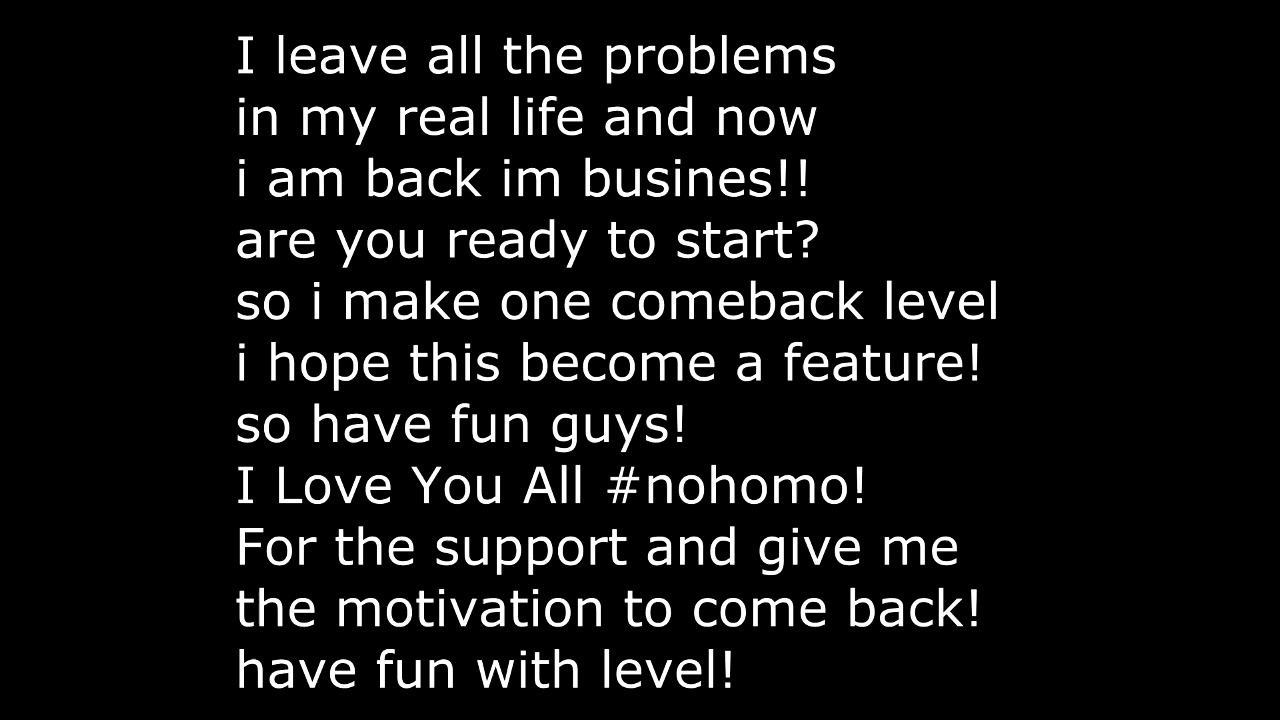 I leave all the problems
in my real life and now
i am back im busines!!
are you ready to start?
so i make one comeback level
i hope this become a feature!
so have fun guys!
I Love You All #nohomo!
For the support and give me
the motivation to come back!
have fun with level!